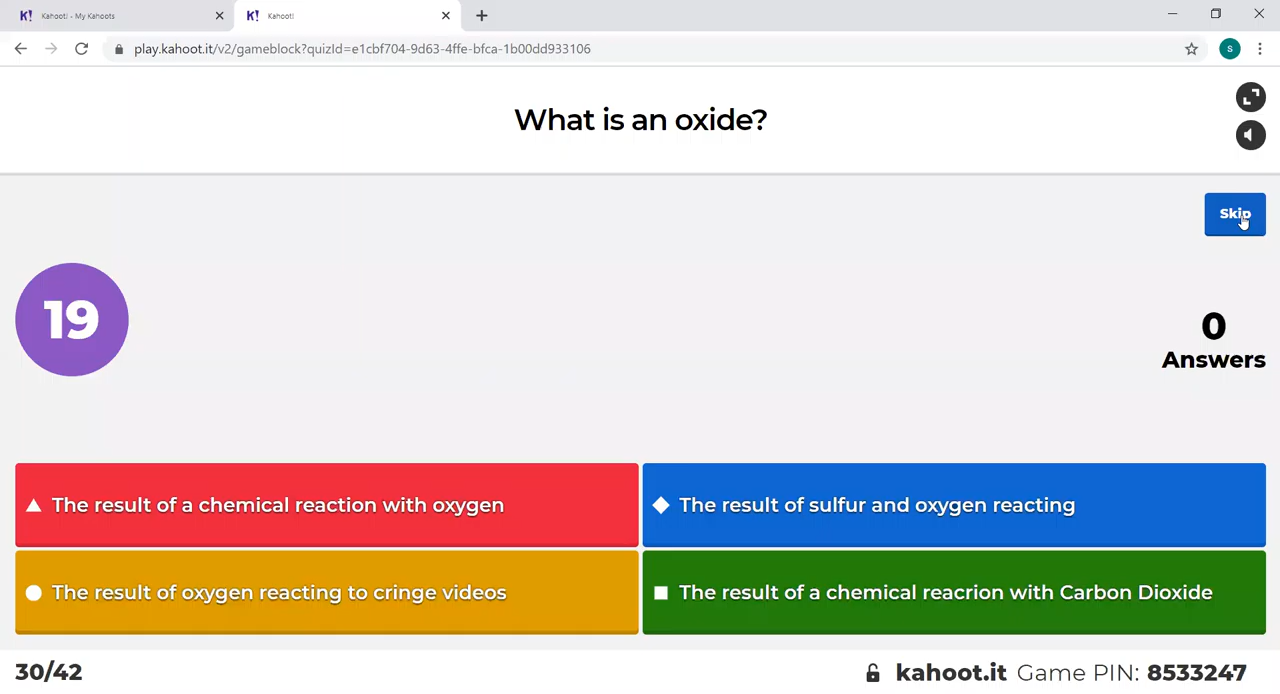 K! Kahoot! - My Kahoots
K! Kahoot!
play.kahoot.it/v2/gameblock?quizId=e1cbf704-9d63-4ffe-bfca-1b00dd933106
S
What is an oxide?
Skip
19
0
Answers
The result of a chemical reaction with oxygen
The result of sulfur and oxygen reacting
The result of oxygen reacting to cringe videos
The result of a chemical reacrion with Carbon Dioxide
30/42
kahoot.it Game PIN: 8533247